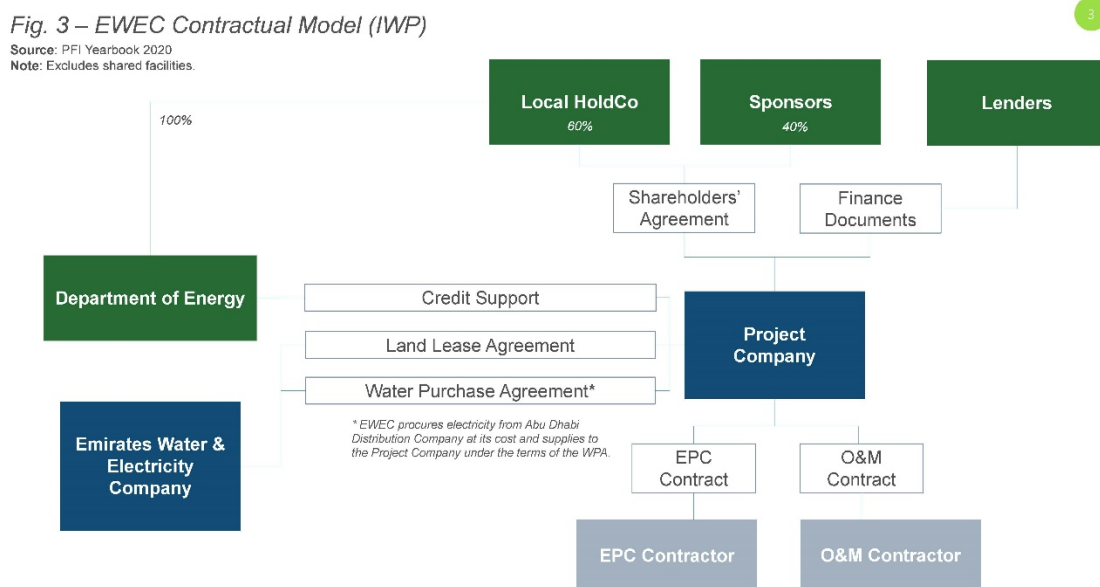 3
Fig. 3 – EWEC Contractual Model (IWP)
Source: PFI Yearbook 2020
Note: Excludes shared facilities.
100%
Local HoldCo
60%
Sponsors
40%
Lenders
Shareholders'
Agreement
Finance
Documents
Department of Energy
Credit Support
Land Lease Agreement
Water Purchase Agreement*
Project
Company
* EWEC procures electricity from Abu Dhabi
Distribution Company at its cost and supplies to
the Project Company under the terms of the WPA.
Emirates Water &
Electricity
Company
EPC
Contract
O&M
Contract
EPC Contractor
O&M Contractor